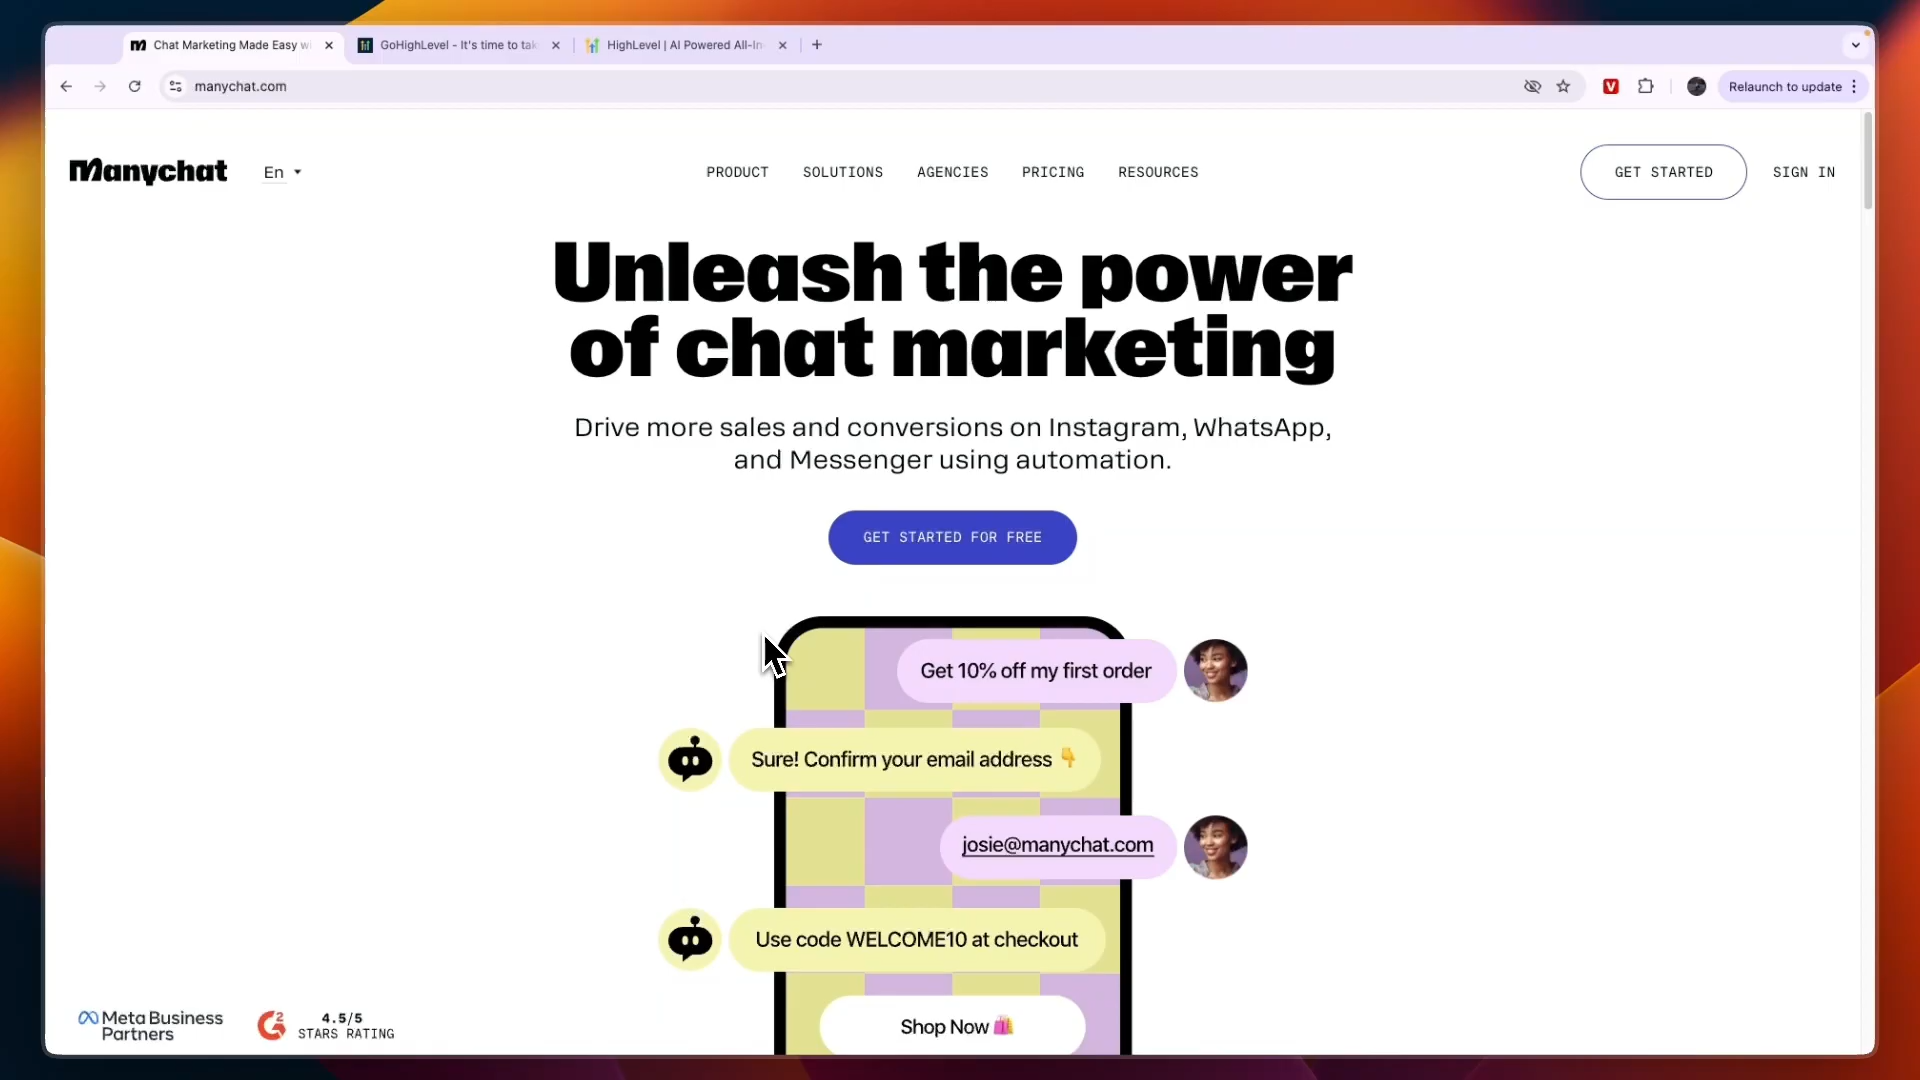 Chat Marketing Made Easy w
GoHighLevel - It's time to tak
HighLevel | AI Powered All-In
manychat.com
Relaunch to update
Manychat
En
PRODUCT
SOLUTIONS
AGENCIES
PRICING
RESOURCES
GET STARTED
SIGN IN
Unleash the power
of chat marketing
Drive more sales and conversions on Instagram, WhatsApp,
and Messenger using automation.
GET STARTED FOR FREE
Get 10% off my first order
Sure! Confirm your email address 👇
josie@manychat.com
Use code WELCOME10 at checkout
Shop Now 🛍️
Meta Business
Partners
4.5/5
STARS RATING